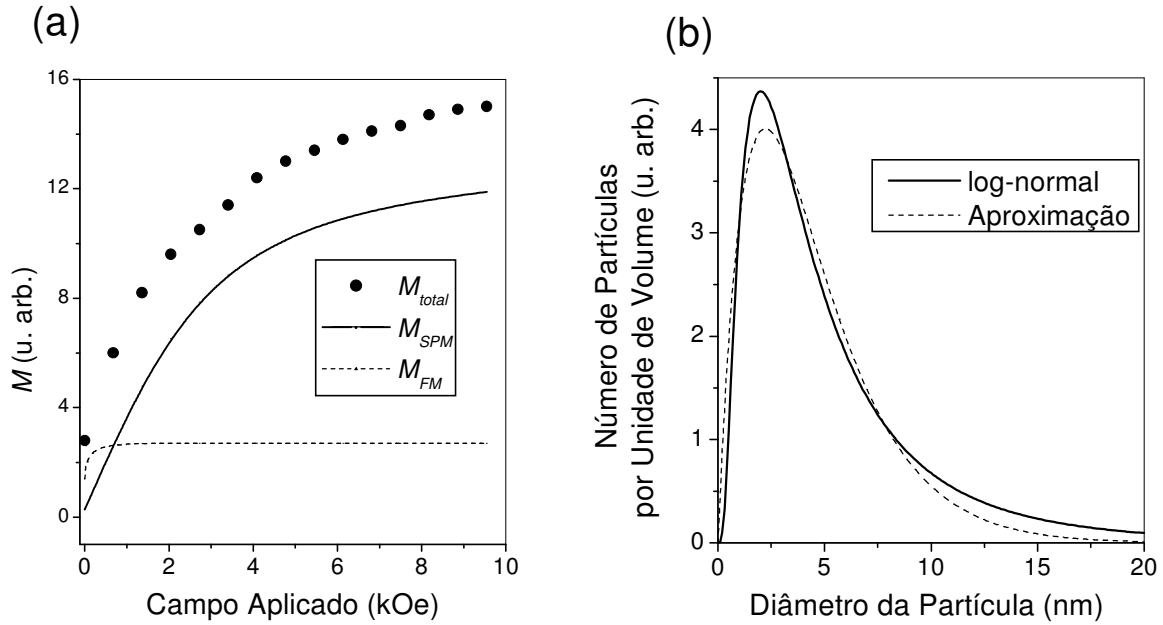 (a)
16
12
8
4
0
0
2
4
6
8
10
M (u. arb.)
Campo Aplicado (kOe)
M_total
M_SPM
M_FM
(b)
4
3
2
1
0
0
5
10
15
20
Número de Partículas
por Unidade de Volume (u. arb.)
Diâmetro da Partícula (nm)
log-normal
Aproximação